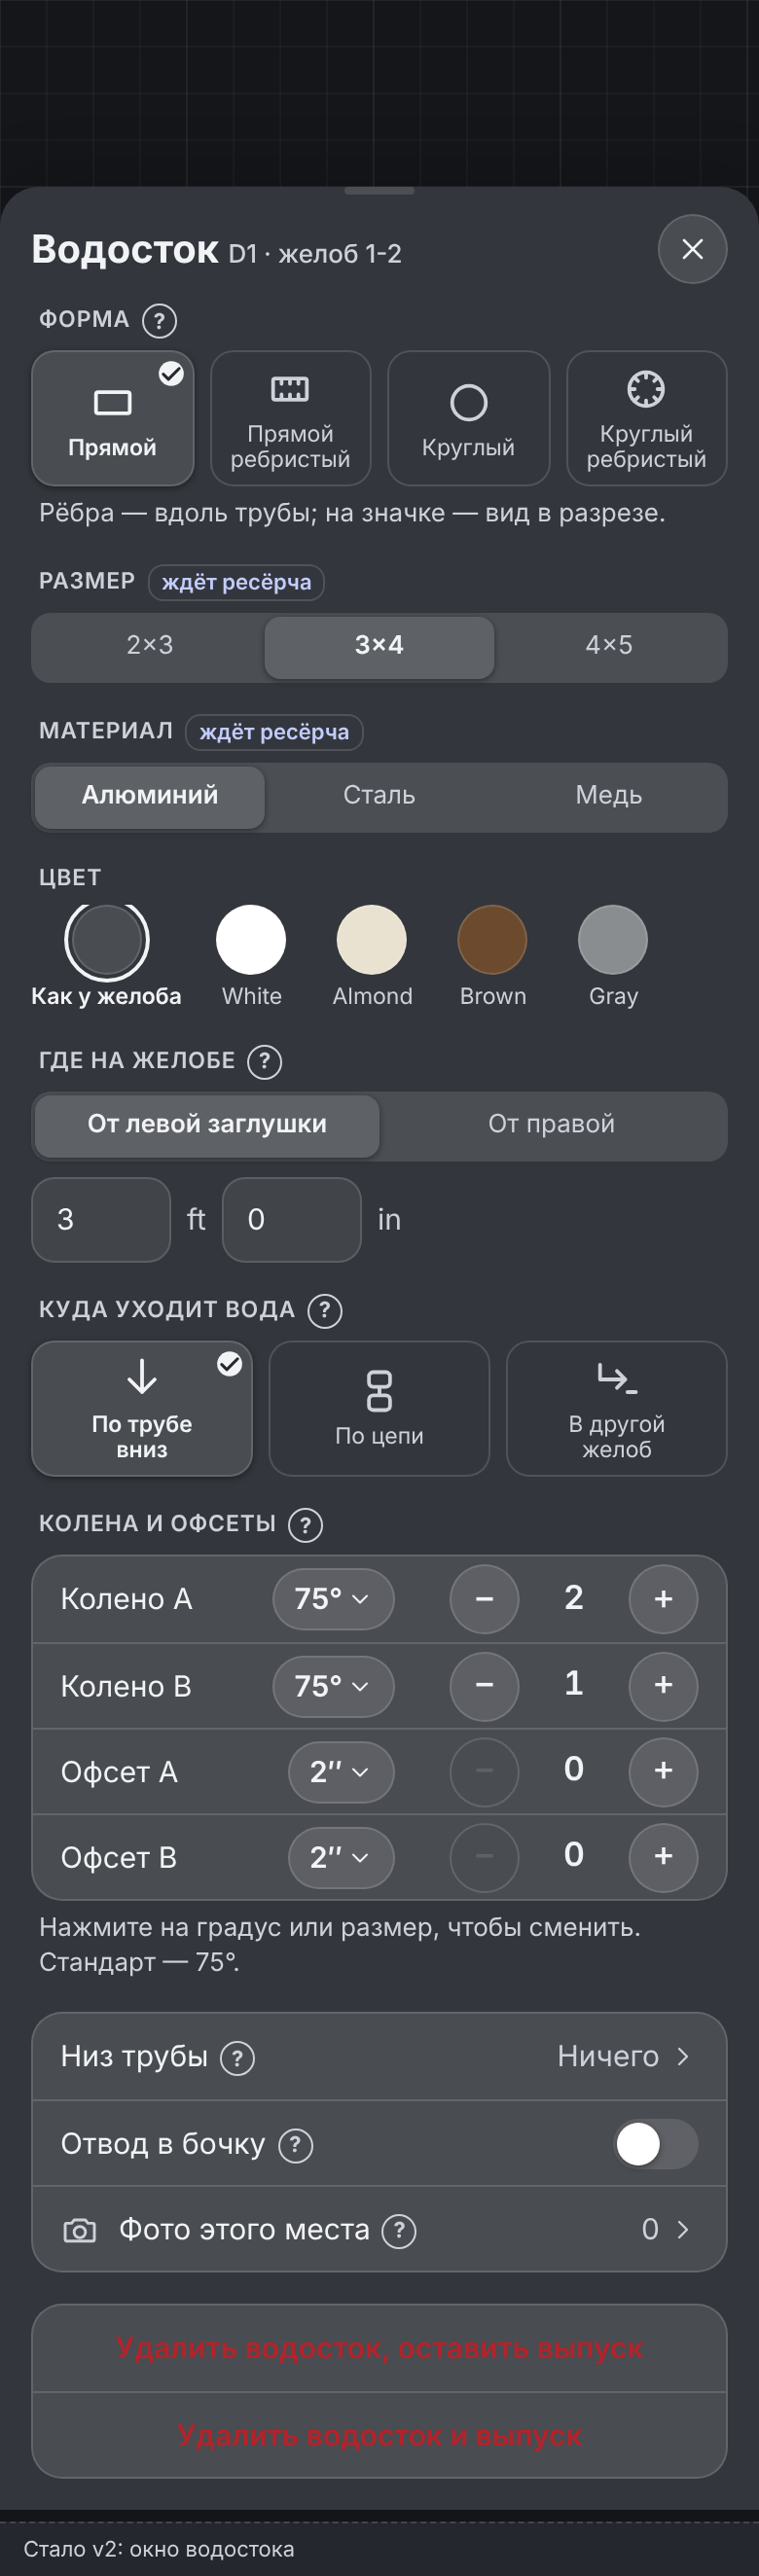 Водосток D1 · желоб 1-2
ФОРМА ?
Прямой
Прямой
ребристый
Круглый
Круглый
ребристый
Рёбра — вдоль трубы; на значке — вид в разрезе.
РАЗМЕР ждёт ресёрча
2×3 3×4 4×5
МАТЕРИАЛ ждёт ресёрча
Алюминий Сталь Медь
ЦВЕТ
Как у желоба White Almond Brown Gray
ГДЕ НА ЖЕЛОБЕ ?
От левой заглушки От правой
3 ft 0 in
КУДА УХОДИТ ВОДА ?
По трубе
вниз
По цепи
В другой
желоб
КОЛЕНА И ОФСЕТЫ ?
Колено A 75° − 2 +
Колено B 75° − 1 +
Офсет A 2″ − 0 +
Офсет B 2″ − 0 +
Нажмите на градус или размер, чтобы сменить.
Стандарт — 75°.
Низ трубы ? Ничего
Отвод в бочку ?
Фото этого места ? 0
Удалить водосток, оставить выпуск
Удалить водосток и выпуск
Стало v2: окно водостока